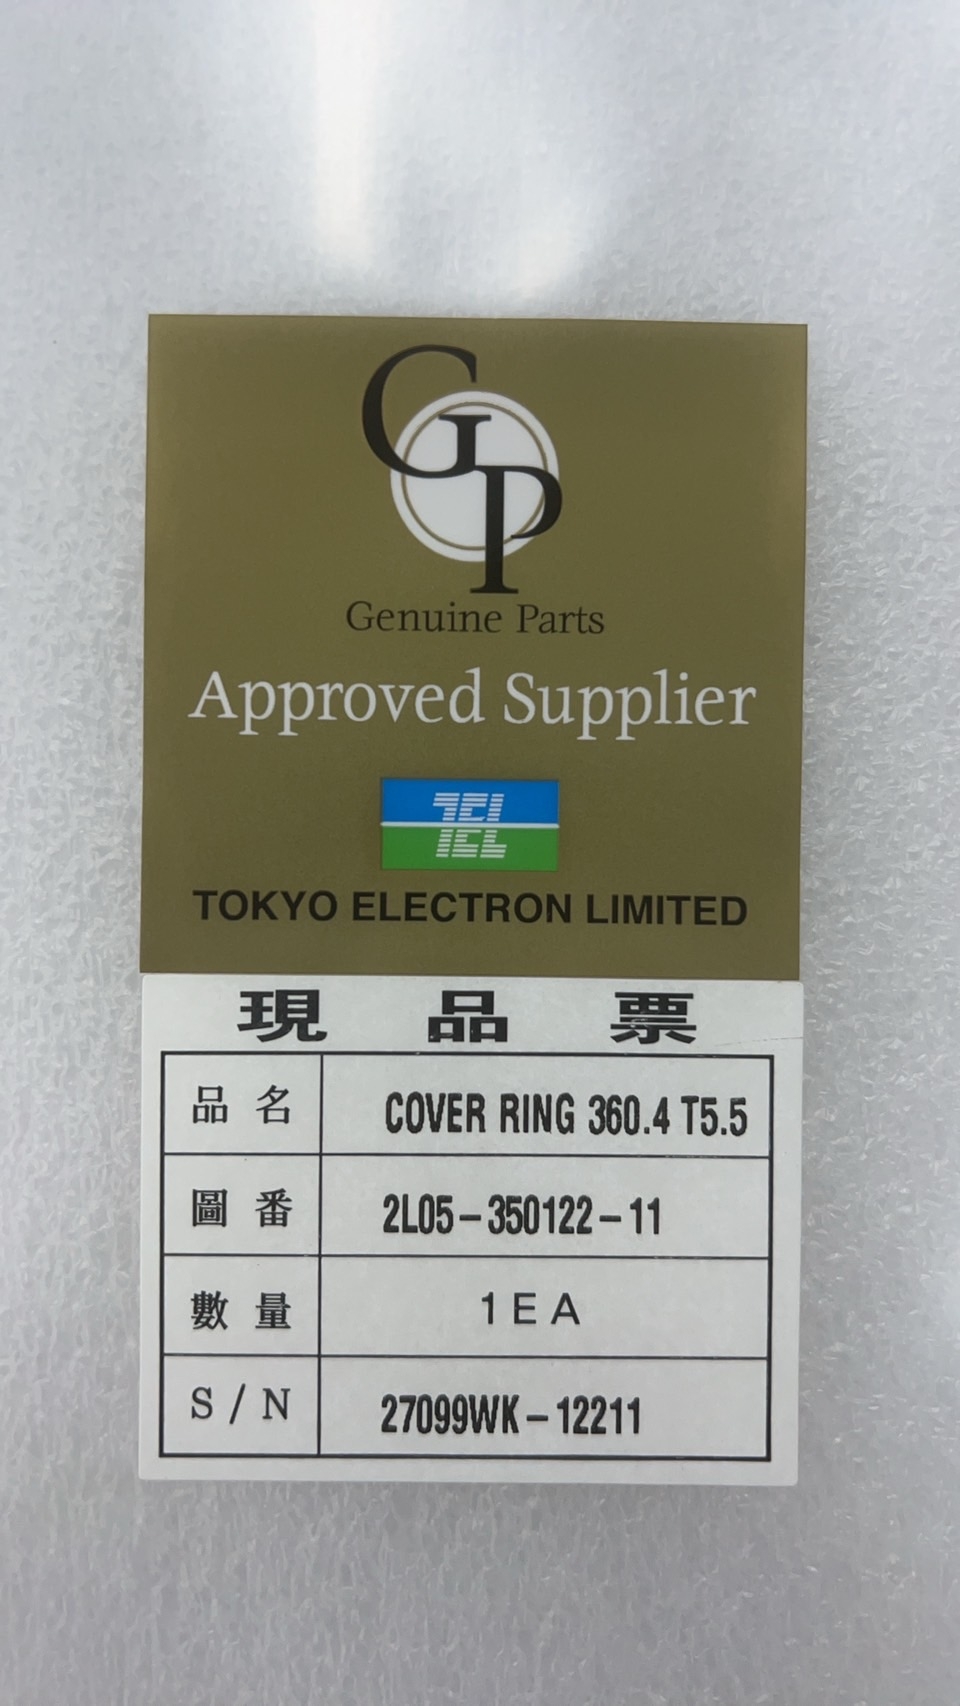 GP
Genuine Parts
Approved Supplier
TEL
TOKYO ELECTRON LIMITED
現品票
品名 COVER RING 360.4 T5.5
圖番 2L05-350122-11
數量 1EA
S/N 27099WK-12211